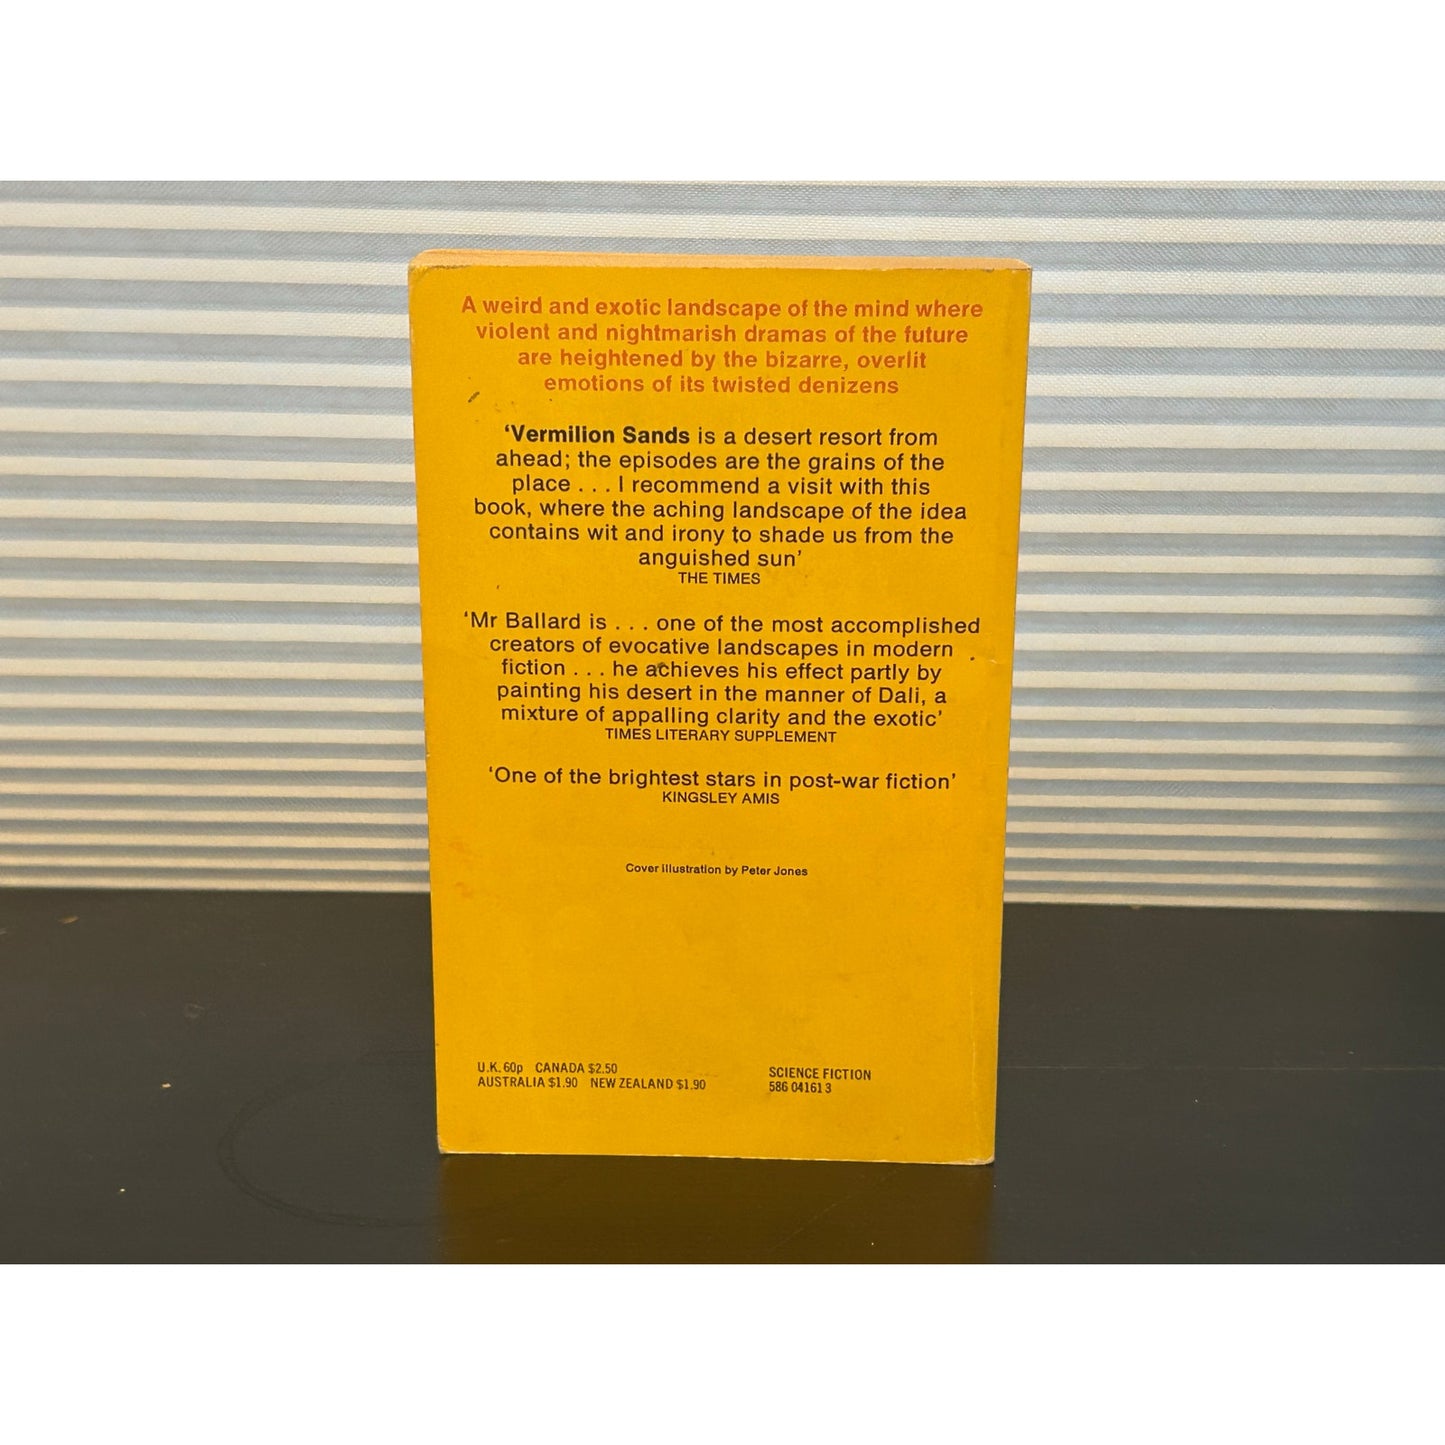 A weird and exotic landscape of the mind where
violent and nightmarish dramas of the future
are heightened by the bizarre, overlit
emotions of its twisted denizens
‘Vermilion Sands is a desert resort from
ahead; the episodes are the grains of the
place . . . I recommend a visit with this
book, where the aching landscape of the idea
contains wit and irony to shade us from the
anguished sun’
THE TIMES
‘Mr Ballard is . . . one of the most accomplished
creators of evocative landscapes in modern
fiction . . . he achieves his effect partly by
painting his desert in the manner of Dali, a
mixture of appalling clarity and the exotic’
TIMES LITERARY SUPPLEMENT
‘One of the brightest stars in post-war fiction’
KINGSLEY AMIS
Cover illustration by Peter Jones
U.K. 60p CANADA $2.50
AUSTRALIA $1.90 NEW ZEALAND $1.90
SCIENCE FICTION
586 04161 3